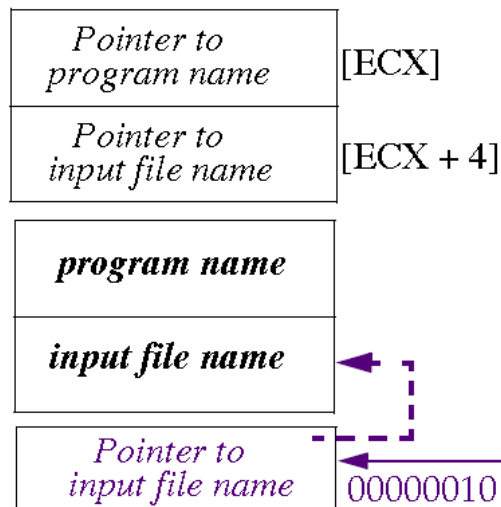 Pointer to
program name
[ECX]
Pointer to
input file name
[ECX + 4]
program name
input file name
Pointer to
input file name
00000010